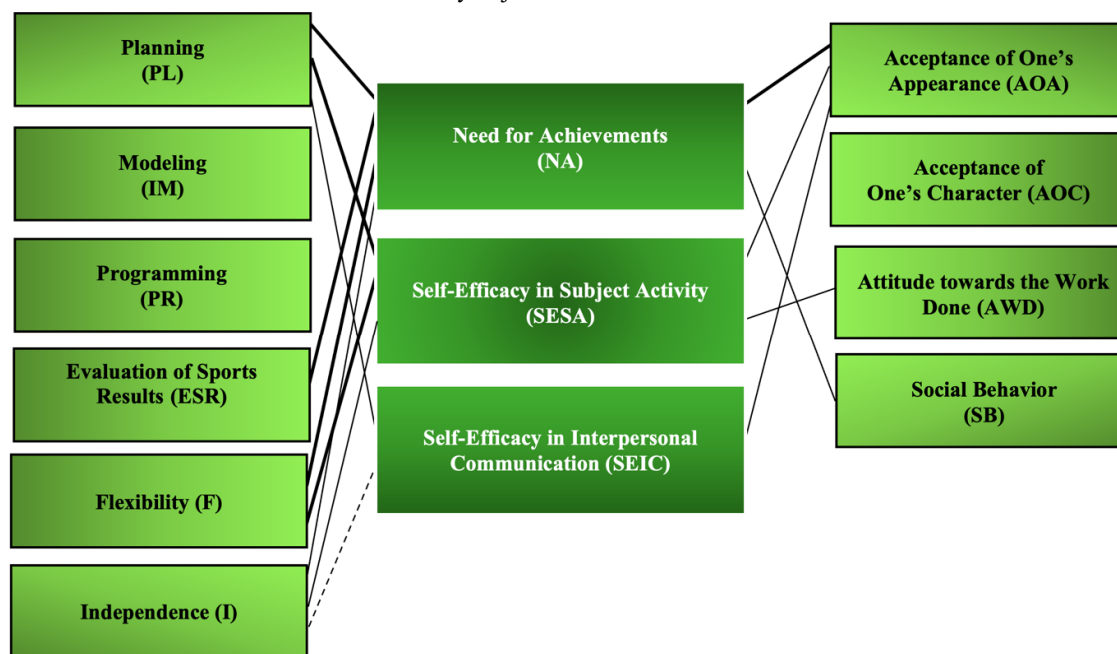 Planning
(PL)
Modeling
(IM)
Programming
(PR)
Evaluation of Sports
Results (ESR)
Flexibility (F)
Independence (I)
Need for Achievements
(NA)
Self-Efficacy in Subject Activity
(SESA)
Self-Efficacy in Interpersonal
Communication (SEIC)
Acceptance of One's
Appearance (AOA)
Acceptance of
One's Character (AOC)
Attitude towards the Work
Done (AWD)
Social Behavior
(SB)